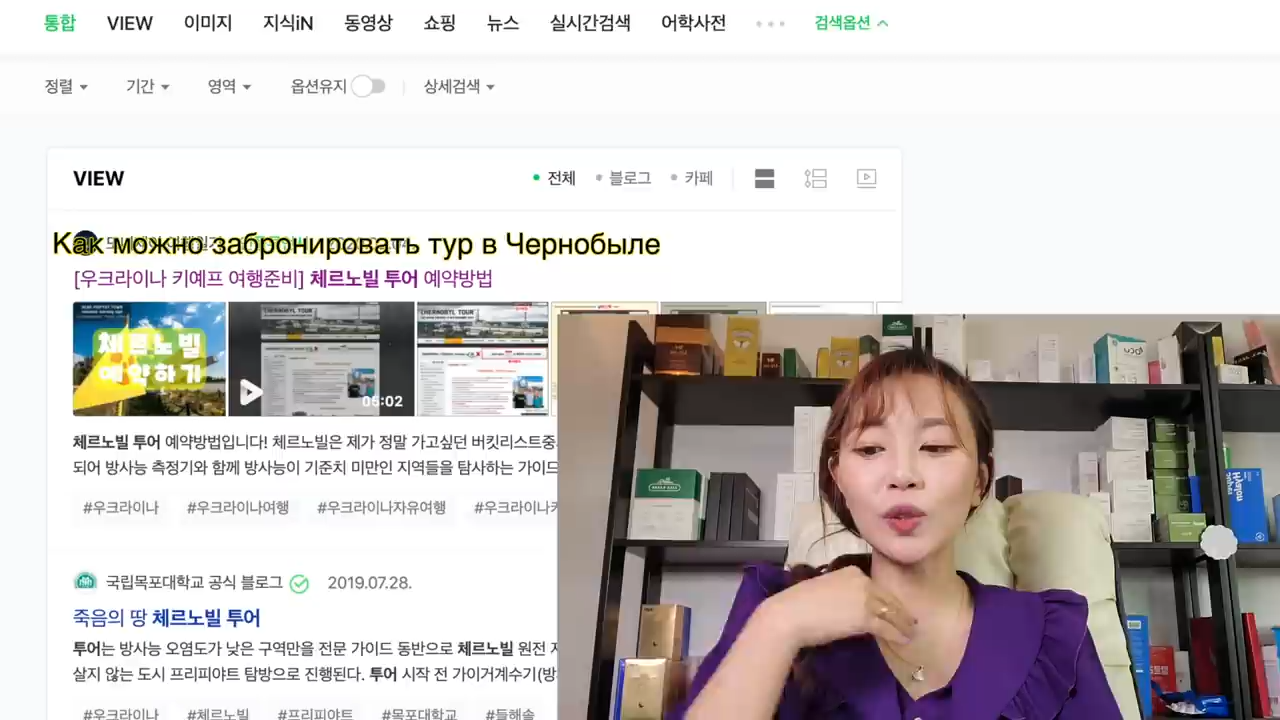 통합 VIEW 이미지 지식iN 동영상 쇼핑 뉴스 실시간검색 어학사전 검색옵션
정렬 기간 영역 옵션유지 상세검색
VIEW 전체 블로그 카페
Как можно забронировать тур в Чернобыле
[우크라이나 키예프 여행준비] 체르노빌 투어 예약방법
체르노빌
예약하기
CHERNOBYL TOUR
05:02
체르노빌 투어 예약방법입니다! 체르노빌은 제가 정말 가고싶던 버킷리스트중
되어 방사능 측정기와 함께 방사능이 기준치 미만인 지역들을 탐사하는 가이드
#우크라이나 #우크라이나여행 #우크라이나자유여행 #우크라이나
국립목포대학교 공식 블로그 2019.07.28.
죽음의 땅 체르노빌 투어
투어는 방사능 오염도가 낮은 구역만을 전문 가이드 동반으로 체르노빌 원전
살지 않는 도시 프리피야트 탐방으로 진행된다. 투어 시작 전 가이거계수기(방
#우크라이나 #체르노빌 #프리피야트 #목포대학교 #들해솔